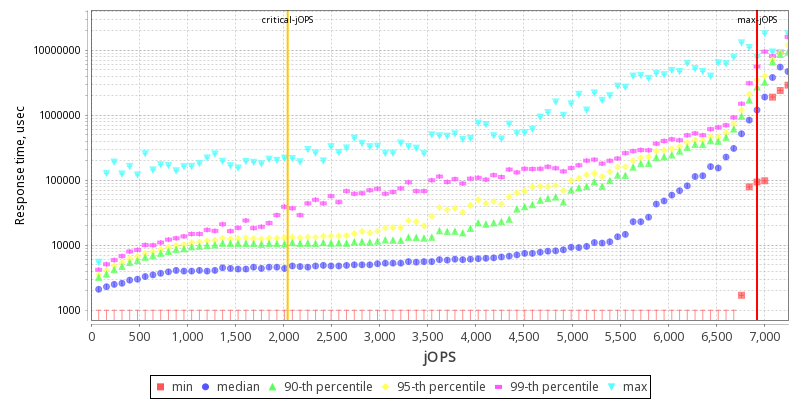 critical-jOPS
max-jOPS
10000000
1000000
100000
10000
1000
Response time, usec
0
500
1,000
1,500
2,000
2,500
3,000
3,500
4,000
4,500
5,000
5,500
6,000
6,500
7,000
jOPS
min
median
90-th percentile
95-th percentile
99-th percentile
max